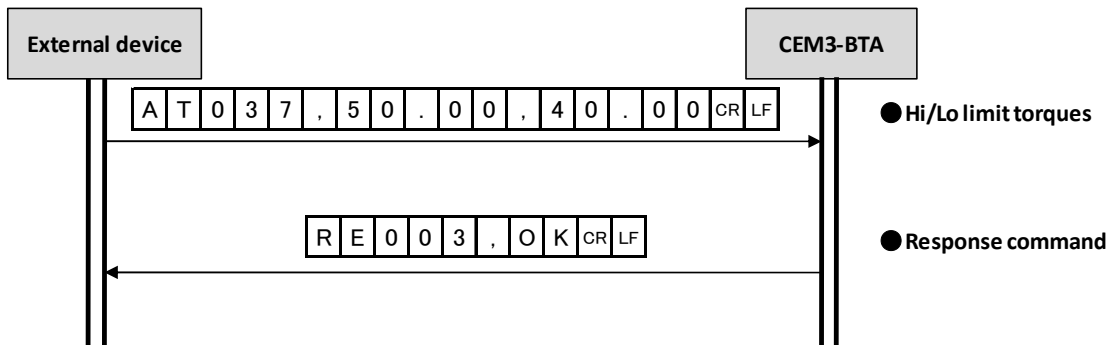 External device CEM3-BTA
AT037,50.00,40.00CRLF ●Hi/Lo limit torques
RE003,OKCRLF ●Response command